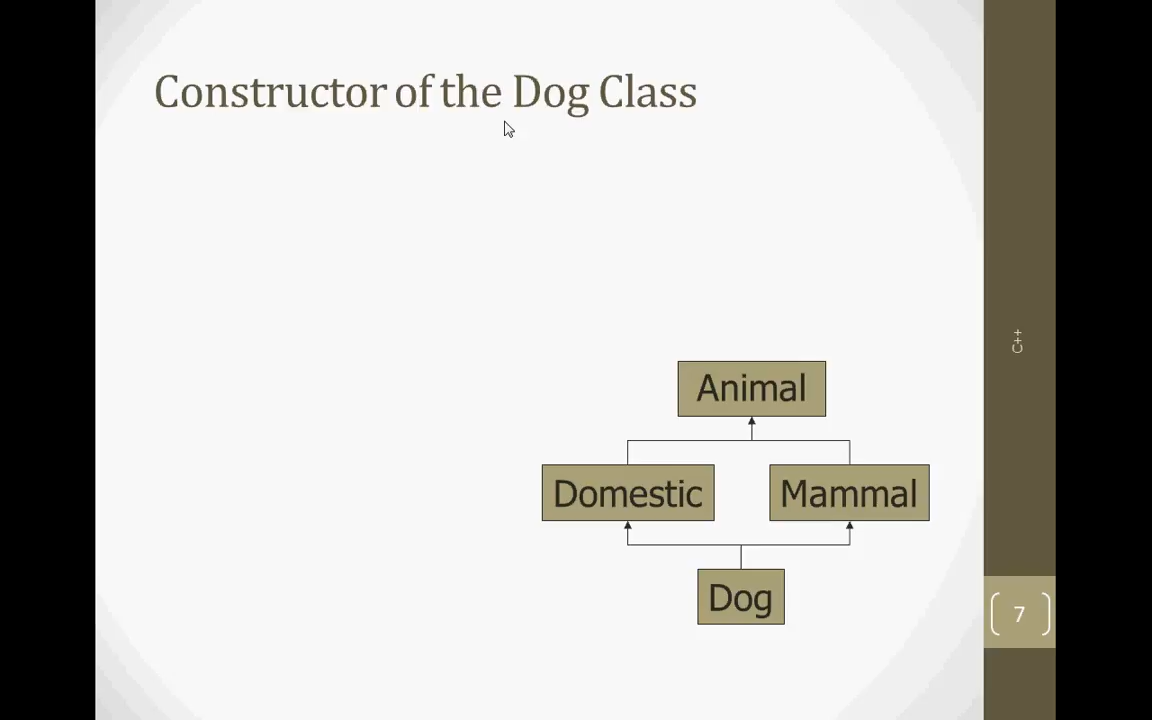 Constructor of the Dog Class
C++
Animal
Domestic
Mammal
Dog
7